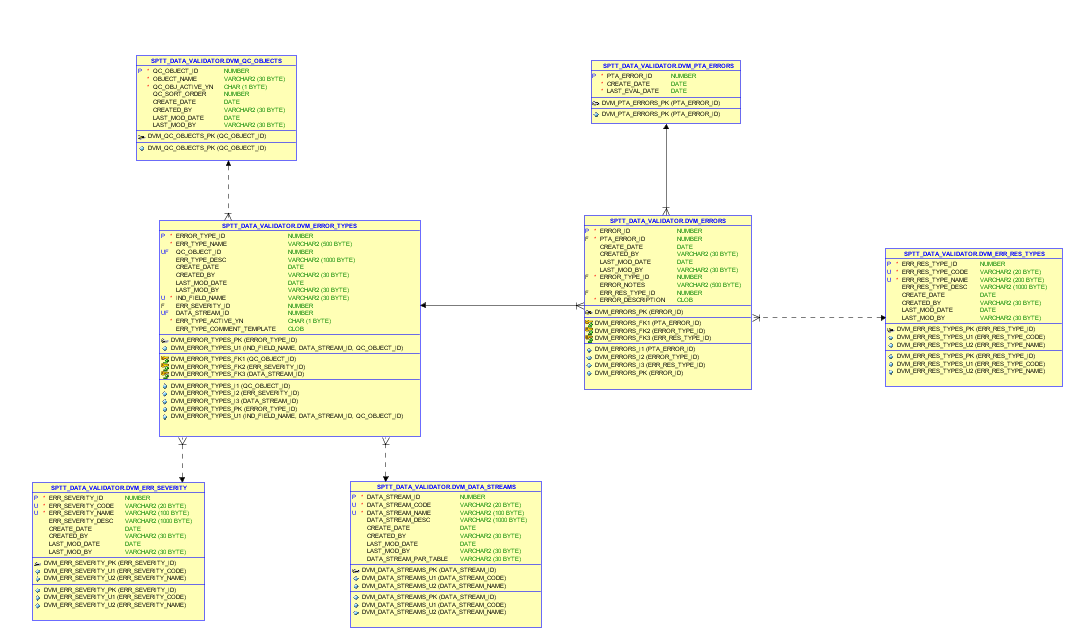 SPTT_DATA_VALIDATOR.DVM_QC_OBJECTS
P * QC_OBJECT_ID NUMBER
* OBJECT_NAME VARCHAR2 (30 BYTE)
* QC_OBJ_ACTIVE_YN CHAR (1 BYTE)
QC_SORT_ORDER NUMBER
CREATE_DATE DATE
CREATED_BY VARCHAR2 (30 BYTE)
LAST_MOD_DATE DATE
LAST_MOD_BY VARCHAR2 (30 BYTE)
DVM_QC_OBJECTS_PK (QC_OBJECT_ID)
DVM_QC_OBJECTS_PK (QC_OBJECT_ID)
SPTT_DATA_VALIDATOR.DVM_PTA_ERRORS
P * PTA_ERROR_ID NUMBER
* CREATE_DATE DATE
* LAST_EVAL_DATE DATE
DVM_PTA_ERRORS_PK (PTA_ERROR_ID)
DVM_PTA_ERRORS_PK (PTA_ERROR_ID)
SPTT_DATA_VALIDATOR.DVM_ERROR_TYPES
P * ERROR_TYPE_ID NUMBER
* ERR_TYPE_NAME VARCHAR2 (500 BYTE)
UF QC_OBJECT_ID NUMBER
ERR_TYPE_DESC VARCHAR2 (1000 BYTE)
CREATE_DATE DATE
CREATED_BY VARCHAR2 (30 BYTE)
LAST_MOD_DATE DATE
LAST_MOD_BY VARCHAR2 (30 BYTE)
U * IND_FIELD_NAME VARCHAR2 (30 BYTE)
F ERR_SEVERITY_ID NUMBER
UF DATA_STREAM_ID NUMBER
* ERR_TYPE_ACTIVE_YN CHAR (1 BYTE)
ERR_TYPE_COMMENT_TEMPLATE CLOB
DVM_ERROR_TYPES_PK (ERROR_TYPE_ID)
DVM_ERROR_TYPES_U1 (IND_FIELD_NAME, DATA_STREAM_ID, QC_OBJECT_ID)
DVM_ERROR_TYPES_FK1 (QC_OBJECT_ID)
DVM_ERROR_TYPES_FK2 (ERR_SEVERITY_ID)
DVM_ERROR_TYPES_FK3 (DATA_STREAM_ID)
DVM_ERROR_TYPES_I1 (QC_OBJECT_ID)
DVM_ERROR_TYPES_I2 (ERR_SEVERITY_ID)
DVM_ERROR_TYPES_I3 (DATA_STREAM_ID)
DVM_ERROR_TYPES_PK (ERROR_TYPE_ID)
DVM_ERROR_TYPES_U1 (IND_FIELD_NAME, DATA_STREAM_ID, QC_OBJECT_ID)
SPTT_DATA_VALIDATOR.DVM_ERRORS
P * ERROR_ID NUMBER
F * PTA_ERROR_ID NUMBER
CREATE_DATE DATE
CREATED_BY VARCHAR2 (30 BYTE)
LAST_MOD_DATE DATE
LAST_MOD_BY VARCHAR2 (30 BYTE)
F * ERROR_TYPE_ID NUMBER
ERROR_NOTES VARCHAR2 (500 BYTE)
F ERR_RES_TYPE_ID NUMBER
* ERROR_DESCRIPTION CLOB
DVM_ERRORS_PK (ERROR_ID)
DVM_ERRORS_FK1 (PTA_ERROR_ID)
DVM_ERRORS_FK2 (ERROR_TYPE_ID)
DVM_ERRORS_FK3 (ERR_RES_TYPE_ID)
DVM_ERRORS_I1 (PTA_ERROR_ID)
DVM_ERRORS_I2 (ERROR_TYPE_ID)
DVM_ERRORS_I3 (ERR_RES_TYPE_ID)
DVM_ERRORS_PK (ERROR_ID)
SPTT_DATA_VALIDATOR.DVM_ERR_RES_TYPES
P * ERR_RES_TYPE_ID NUMBER
U * ERR_RES_TYPE_CODE VARCHAR2 (20 BYTE)
U * ERR_RES_TYPE_NAME VARCHAR2 (200 BYTE)
ERR_RES_TYPE_DESC VARCHAR2 (1000 BYTE)
CREATE_DATE DATE
CREATED_BY VARCHAR2 (30 BYTE)
LAST_MOD_DATE DATE
LAST_MOD_BY VARCHAR2 (30 BYTE)
DVM_ERR_RES_TYPES_PK (ERR_RES_TYPE_ID)
DVM_ERR_RES_TYPES_U1 (ERR_RES_TYPE_CODE)
DVM_ERR_RES_TYPES_U2 (ERR_RES_TYPE_NAME)
DVM_ERR_RES_TYPES_PK (ERR_RES_TYPE_ID)
DVM_ERR_RES_TYPES_U1 (ERR_RES_TYPE_CODE)
DVM_ERR_RES_TYPES_U2 (ERR_RES_TYPE_NAME)
SPTT_DATA_VALIDATOR.DVM_ERR_SEVERITY
P * ERR_SEVERITY_ID NUMBER
U * ERR_SEVERITY_CODE VARCHAR2 (20 BYTE)
U * ERR_SEVERITY_NAME VARCHAR2 (100 BYTE)
ERR_SEVERITY_DESC VARCHAR2 (1000 BYTE)
CREATE_DATE DATE
CREATED_BY VARCHAR2 (30 BYTE)
LAST_MOD_DATE DATE
LAST_MOD_BY VARCHAR2 (30 BYTE)
DVM_ERR_SEVERITY_PK (ERR_SEVERITY_ID)
DVM_ERR_SEVERITY_U1 (ERR_SEVERITY_CODE)
DVM_ERR_SEVERITY_U2 (ERR_SEVERITY_NAME)
DVM_ERR_SEVERITY_PK (ERR_SEVERITY_ID)
DVM_ERR_SEVERITY_U1 (ERR_SEVERITY_CODE)
DVM_ERR_SEVERITY_U2 (ERR_SEVERITY_NAME)
SPTT_DATA_VALIDATOR.DVM_DATA_STREAMS
P * DATA_STREAM_ID NUMBER
U * DATA_STREAM_CODE VARCHAR2 (20 BYTE)
U * DATA_STREAM_NAME VARCHAR2 (100 BYTE)
DATA_STREAM_DESC VARCHAR2 (1000 BYTE)
CREATE_DATE DATE
CREATED_BY VARCHAR2 (30 BYTE)
LAST_MOD_DATE DATE
LAST_MOD_BY VARCHAR2 (30 BYTE)
DATA_STREAM_PAR_TABLE VARCHAR2 (30 BYTE)
DVM_DATA_STREAMS_PK (DATA_STREAM_ID)
DVM_DATA_STREAMS_U1 (DATA_STREAM_CODE)
DVM_DATA_STREAMS_U2 (DATA_STREAM_NAME)
DVM_DATA_STREAMS_PK (DATA_STREAM_ID)
DVM_DATA_STREAMS_U1 (DATA_STREAM_CODE)
DVM_DATA_STREAMS_U2 (DATA_STREAM_NAME)